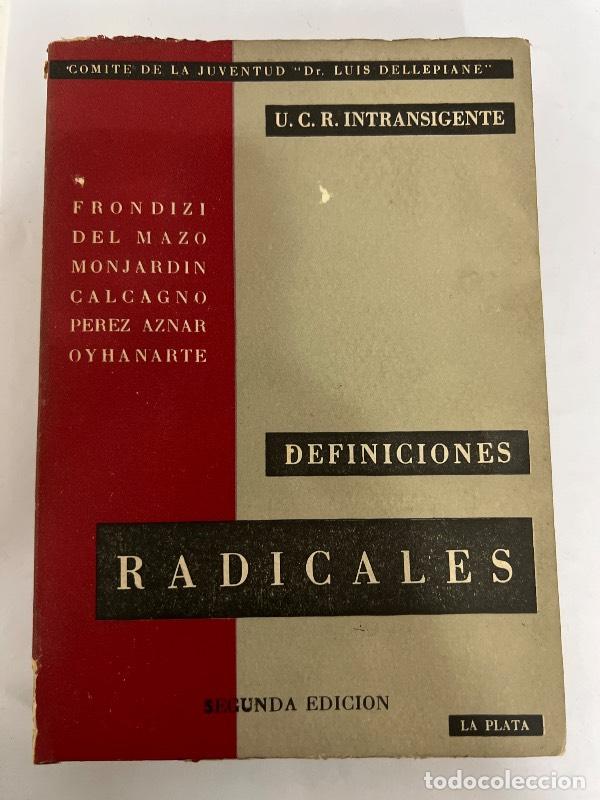 COMITE DE LA JUVENTUD "Dr. LUIS DELLEPIANE"
U. C. R. INTRANSIGENTE
FRONDIZI
DEL MAZO
MONJARDIN
CALCAGNO
PEREZ AZNAR
OYHANARTE
DEFINICIONES
RADICALES
SEGUNDA EDICION
LA PLATA
todocoleccion.net